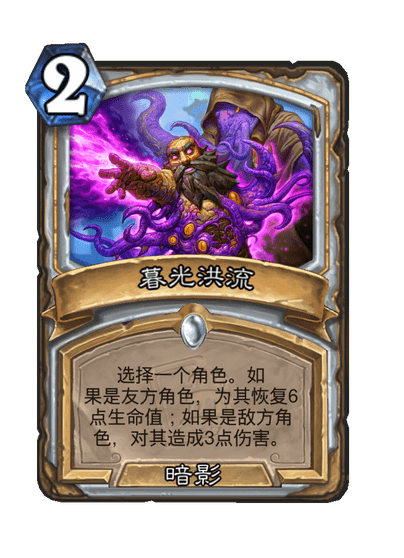 2
暮光洪流
选择一个角色。如
果是友方角色，为其恢复6
点生命值；如果是敌方角
色，对其造成3点伤害。
暗影